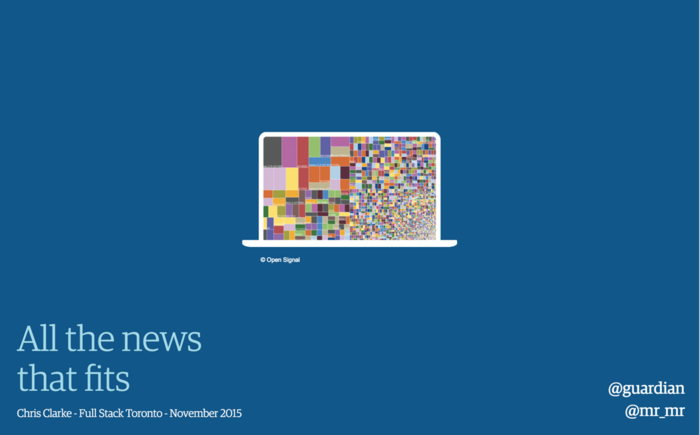 © Open Signal
All the news
that fits
Chris Clarke - Full Stack Toronto - November 2015
@guardian
@mr_mr